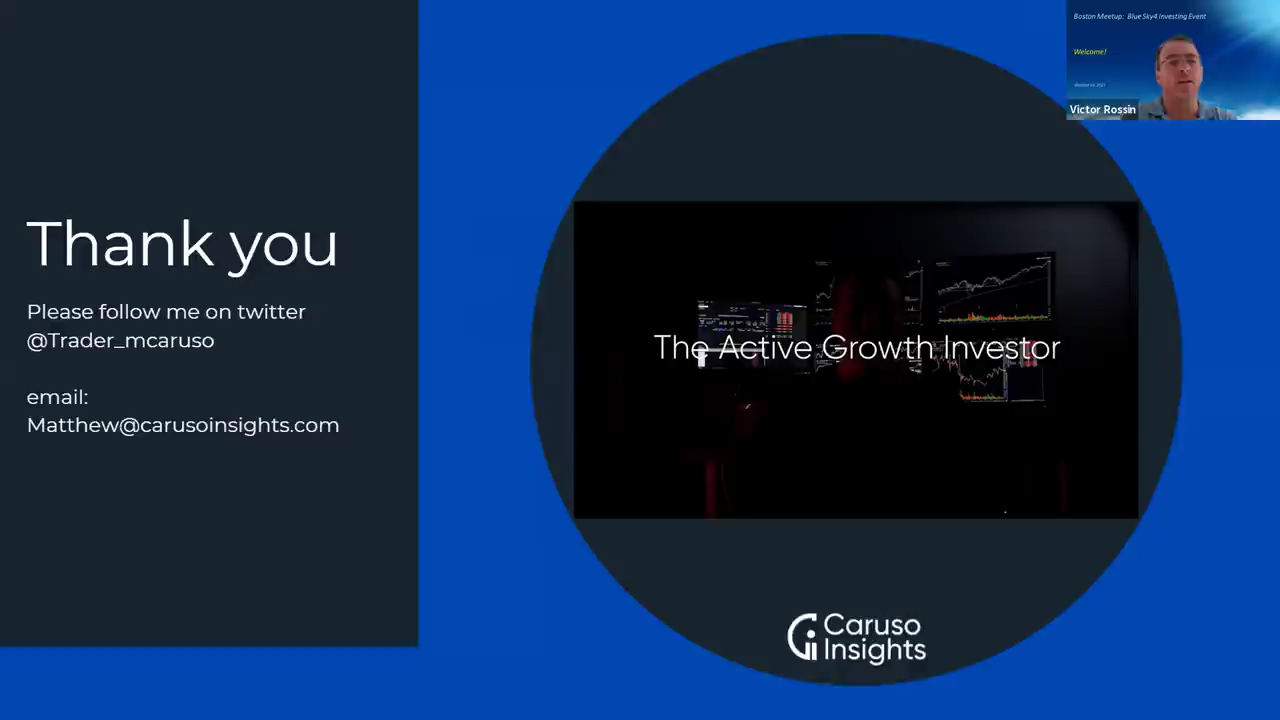 Thank you
Please follow me on twitter
@Trader_mcaruso
email:
Matthew@carusoinsights.com
The Active Growth Investor
Caruso
Insights
Boston Meetup: Blue Sky4 Investing Event
Welcome!
Victor Rossin